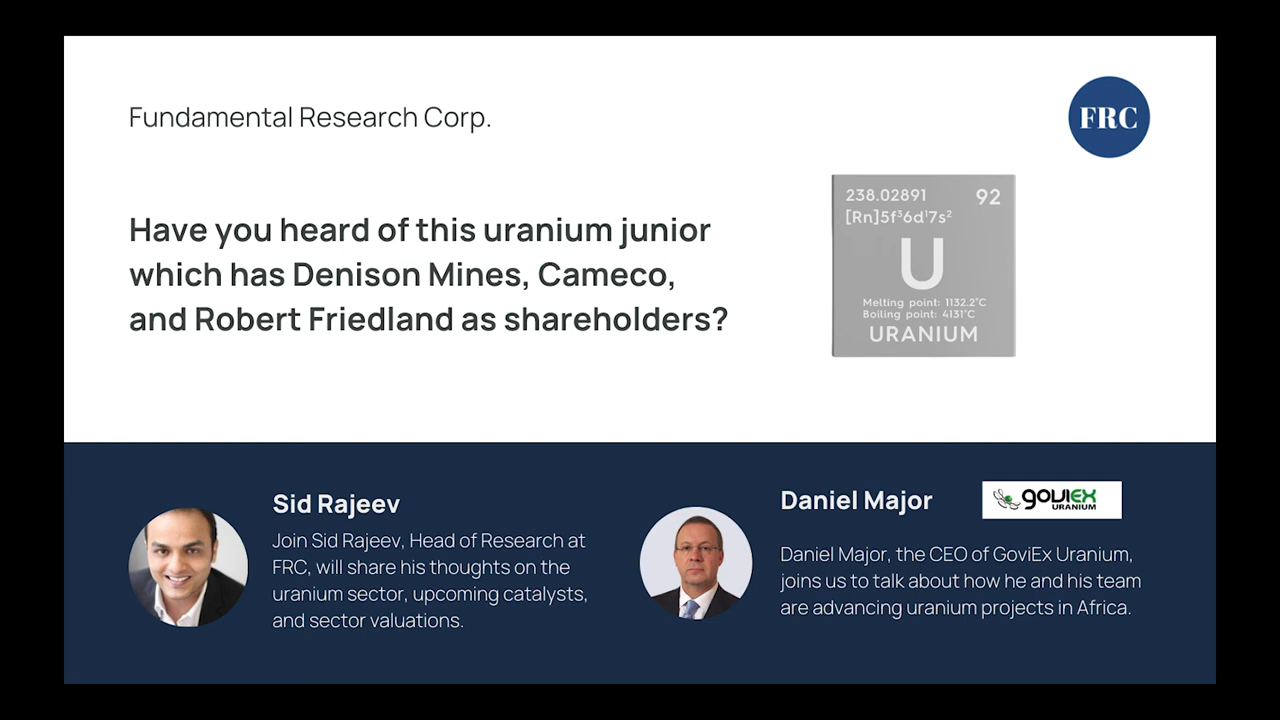 Fundamental Research Corp.
FRC
Have you heard of this uranium junior
which has Denison Mines, Cameco,
and Robert Friedland as shareholders?
238.02891 92
[Rn]5f³6d¹7s²
U
Melting point: 1132.2°C
Boiling point: 4131°C
URANIUM
Sid Rajeev
Join Sid Rajeev, Head of Research at
FRC, will share his thoughts on the
uranium sector, upcoming catalysts,
and sector valuations.
Daniel Major
GOVIEX
URANIUM
Daniel Major, the CEO of GoviEx Uranium,
joins us to talk about how he and his team
are advancing uranium projects in Africa.